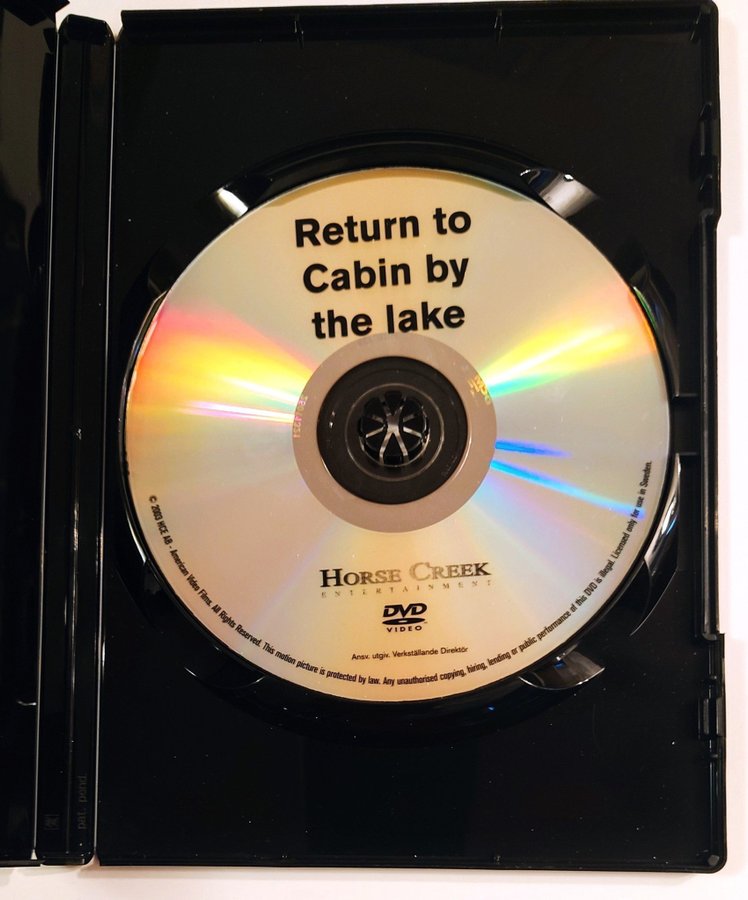 Return to
Cabin by
the lake
HORSE CREEK
ENTERTAINMENT
DVD
VIDEO
Ansv. utgiv. Verkställande Direktör
© 2003 HCE AB - American Video Films. All Rights Reserved. This motion picture is protected by law. Any unauthorised copying, hiring, lending or public performance of this DVD is illegal. Licensed only for use in Sweden.
pat. pend.